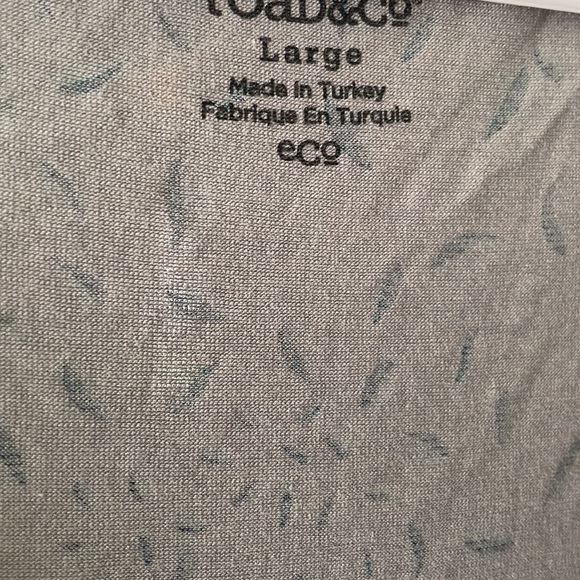 toad&co
Large
Made In Turkey
Fabrique En Turquie
eco